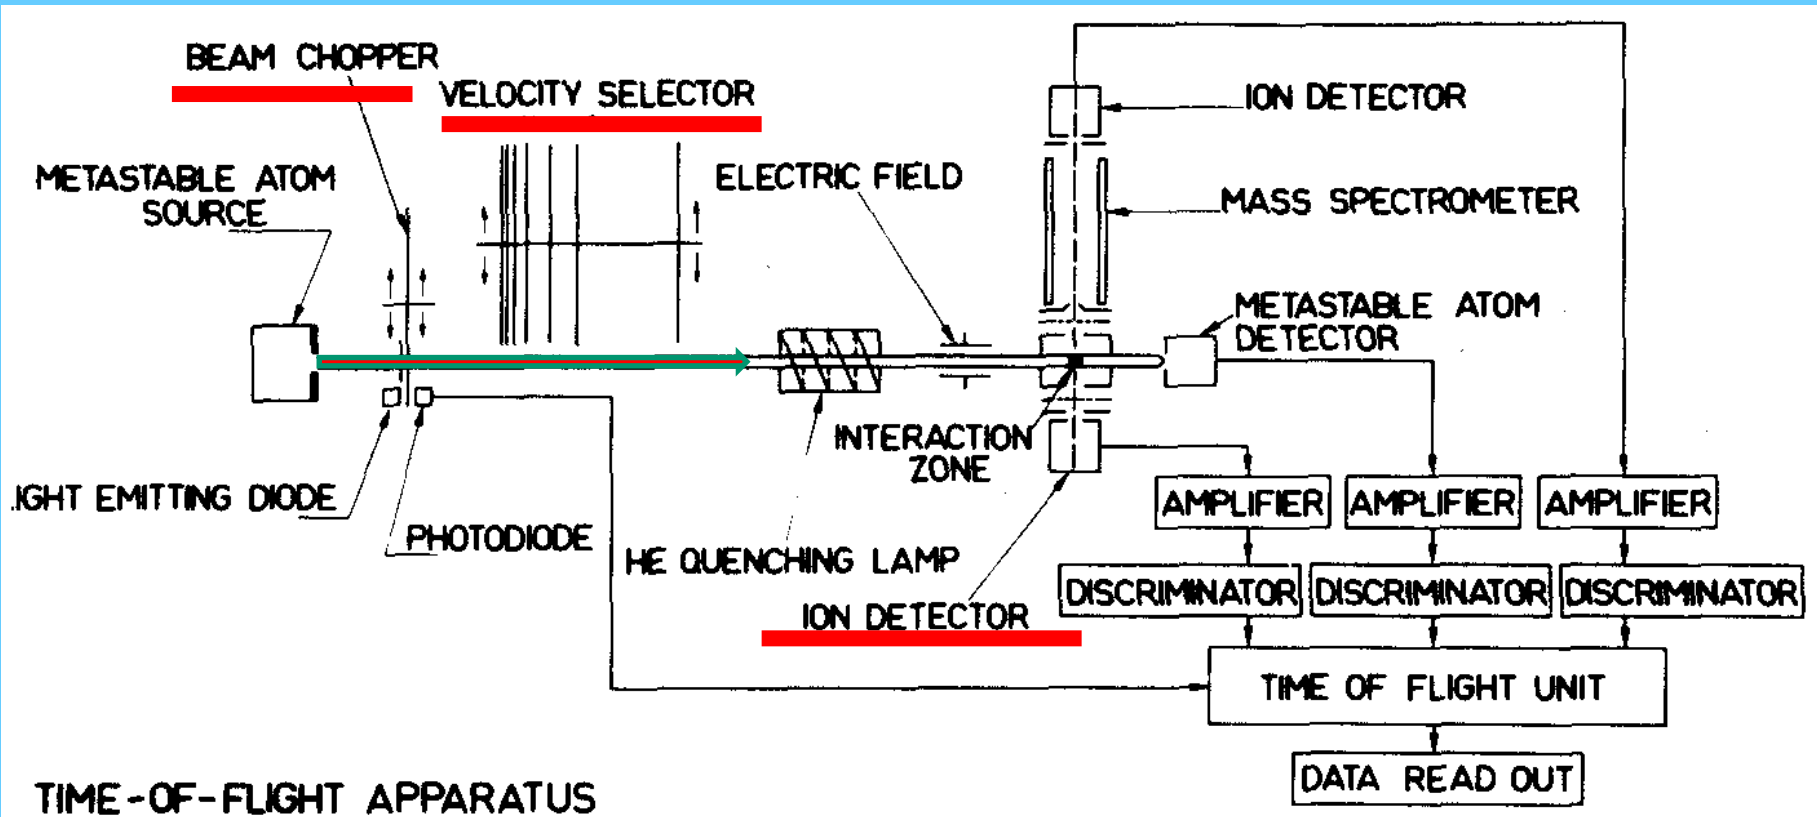 BEAM CHOPPER
VELOCITY SELECTOR
ION DETECTOR
METASTABLE ATOM
SOURCE
ELECTRIC FIELD
MASS SPECTROMETER
METASTABLE ATOM
DETECTOR
INTERACTION
ZONE
IGHT EMITTING DIODE
PHOTODIODE
HE QUENCHING LAMP
ION DETECTOR
AMPLIFIER AMPLIFIER AMPLIFIER
DISCRIMINATOR DISCRIMINATOR DISCRIMINATOR
TIME OF FLIGHT UNIT
DATA READ OUT
TIME-OF-FLIGHT APPARATUS